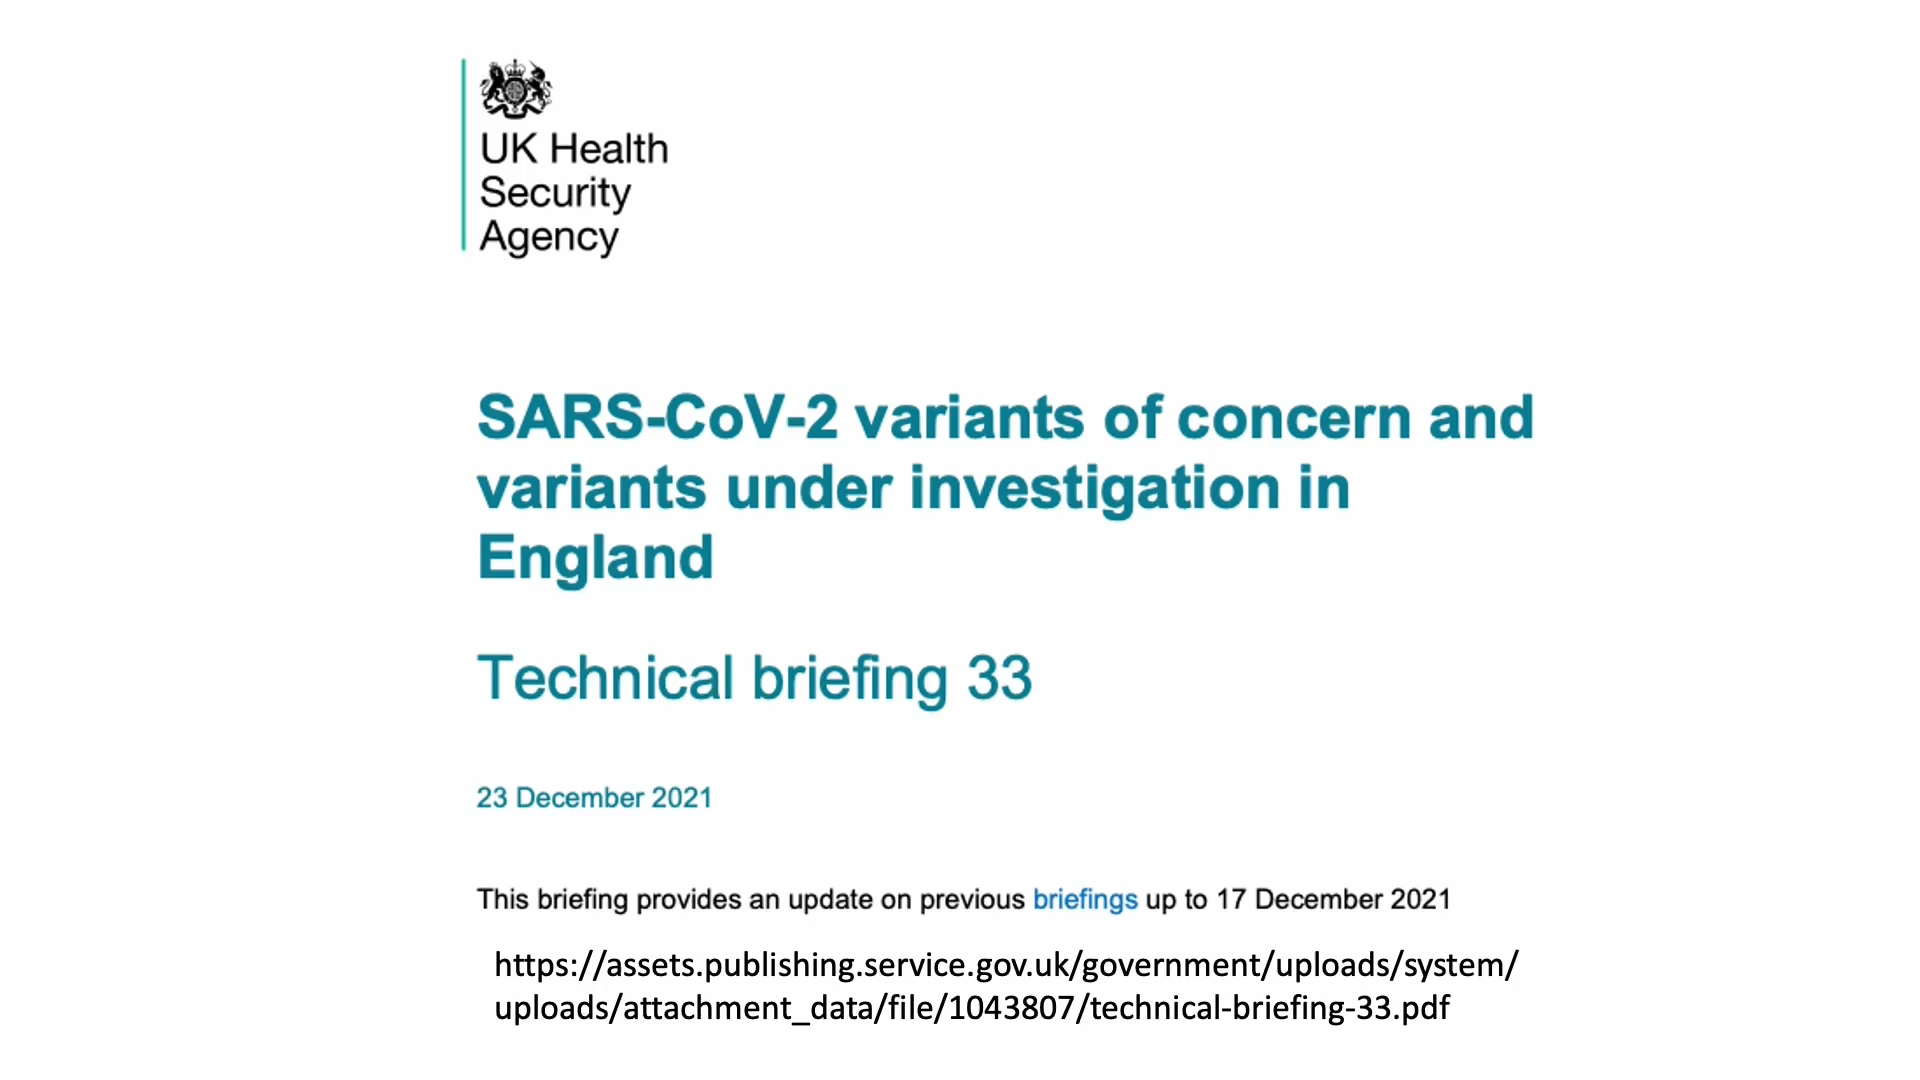 UK Health
Security
Agency
SARS-CoV-2 variants of concern and
variants under investigation in
England
Technical briefing 33
23 December 2021
This briefing provides an update on previous briefings up to 17 December 2021
https://assets.publishing.service.gov.uk/government/uploads/system/
uploads/attachment_data/file/1043807/technical-briefing-33.pdf